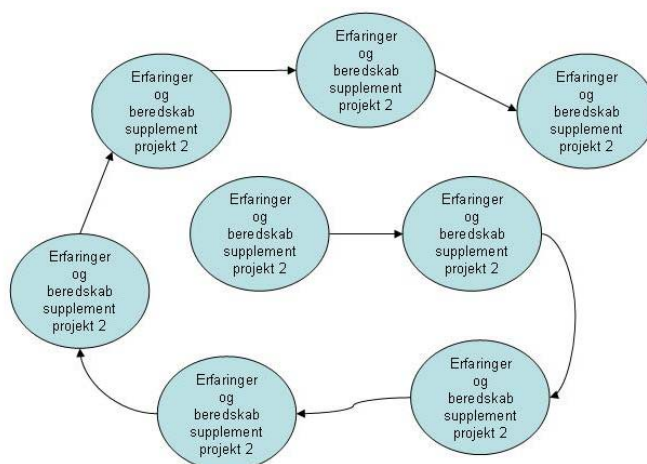 Erfaringer
og
beredskab
supplement
projekt 2
Erfaringer
og
beredskab
supplement
projekt 2
Erfaringer
og
beredskab
supplement
projekt 2
Erfaringer
og
beredskab
supplement
projekt 2
Erfaringer
og
beredskab
supplement
projekt 2
Erfaringer
og
beredskab
supplement
projekt 2
Erfaringer
og
beredskab
supplement
projekt 2
Erfaringer
og
beredskab
supplement
projekt 2